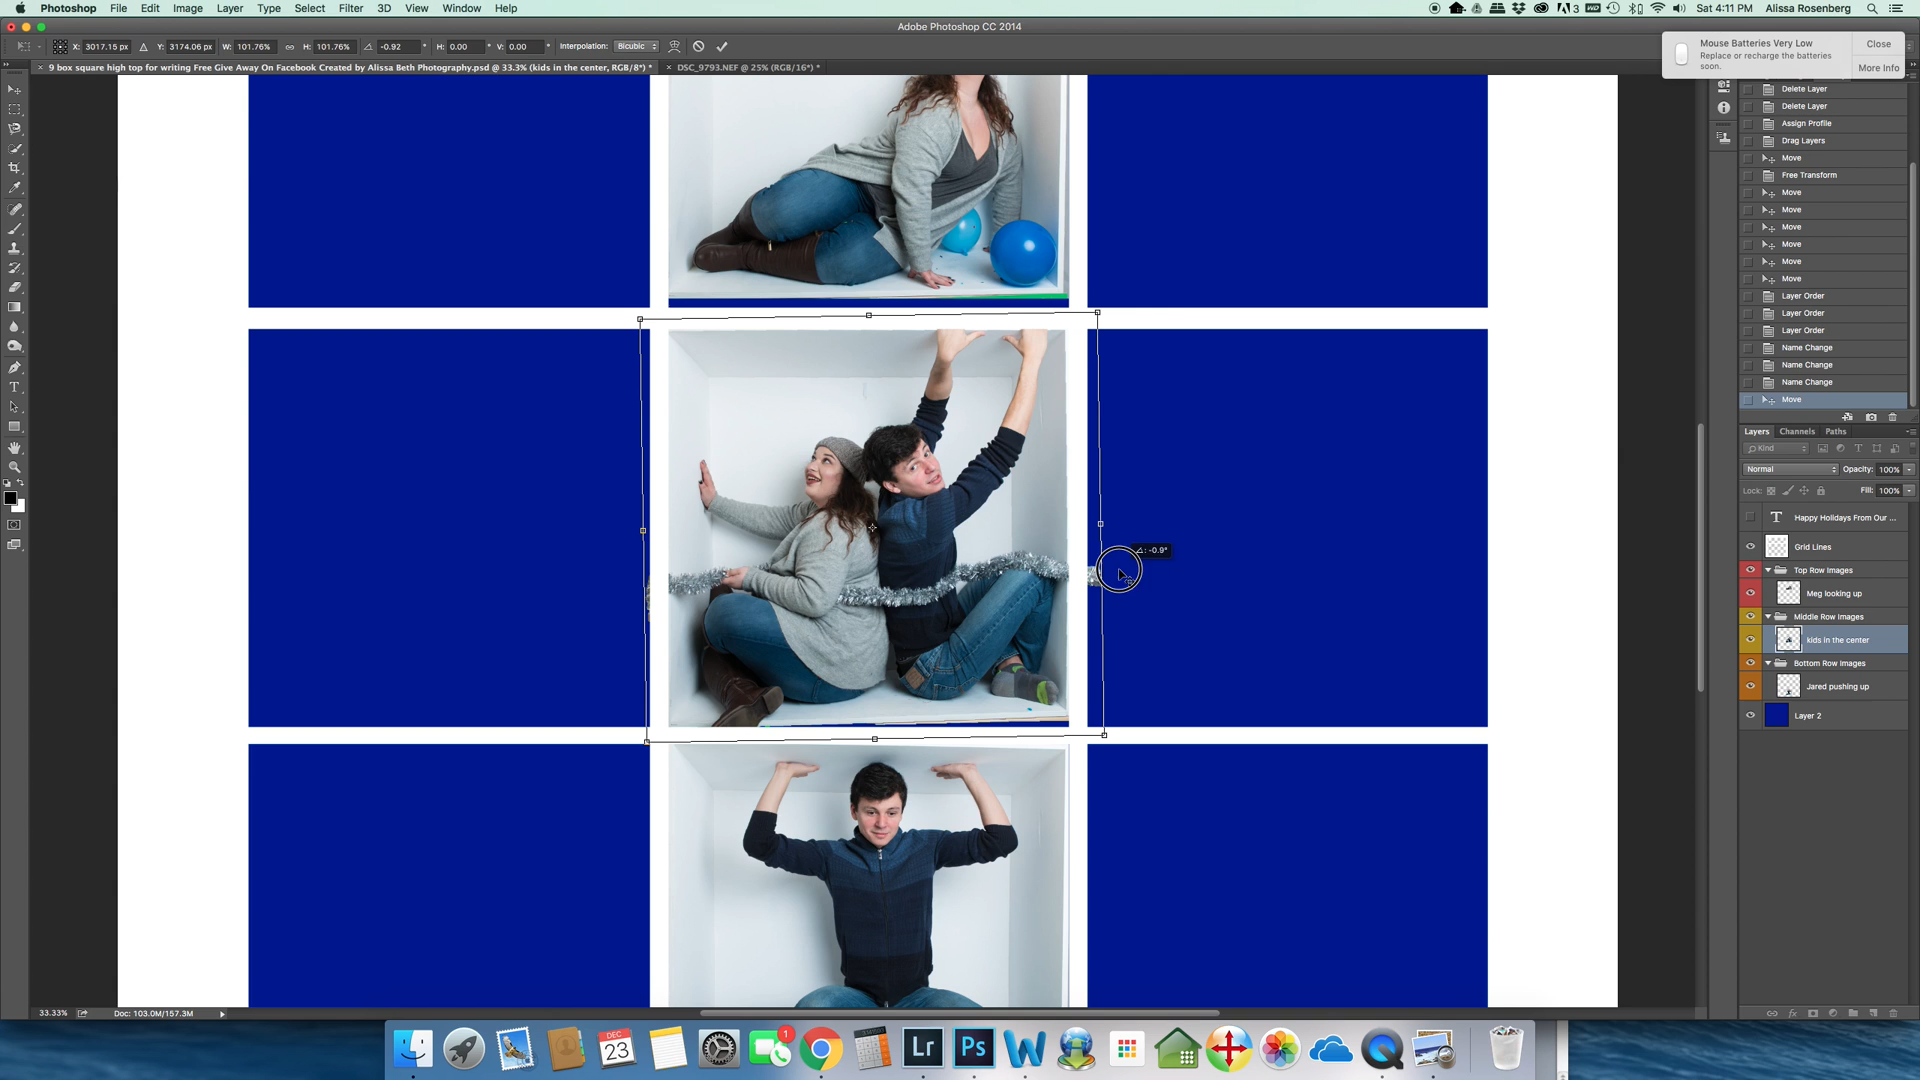 Photoshop File Edit Image Layer Type Select Filter 3D View Window Help 3 Sat 4:11 PM Alissa Rosenberg
Adobe Photoshop CC 2014
X: 3017.15 px Y: 3174.06 px W: 101.76% H: 101.76% -0.92 ° H: 0.00 ° V: 0.00 ° Interpolation: Bicubic
Mouse Batteries Very Low
Replace or recharge the batteries
soon.
Close
More Info
× 9 box square high top for writing Free Give Away On Facebook Created by Alissa Beth Photography.psd @ 33.3% (kids in the center, RGB/8*) * × DSC_9793.NEF @ 25% (RGB/16*) *
Delete Layer
Delete Layer
Assign Profile
Drag Layers
Move
Free Transform
Move
Move
Move
Move
Move
Move
Layer Order
Layer Order
Layer Order
Name Change
Name Change
Name Change
Move
Layers Channels Paths
Kind
Normal Opacity: 100%
Lock: Fill: 100%
T Happy Holidays From Our ...
Grid Lines
Top Row Images
Meg looking up
Middle Row Images
kids in the center
Bottom Row Images
Jared pushing up
Layer 2
-0.9°
33.33% Doc: 103.0M/157.3M
DEC
23
1
Lr Ps W